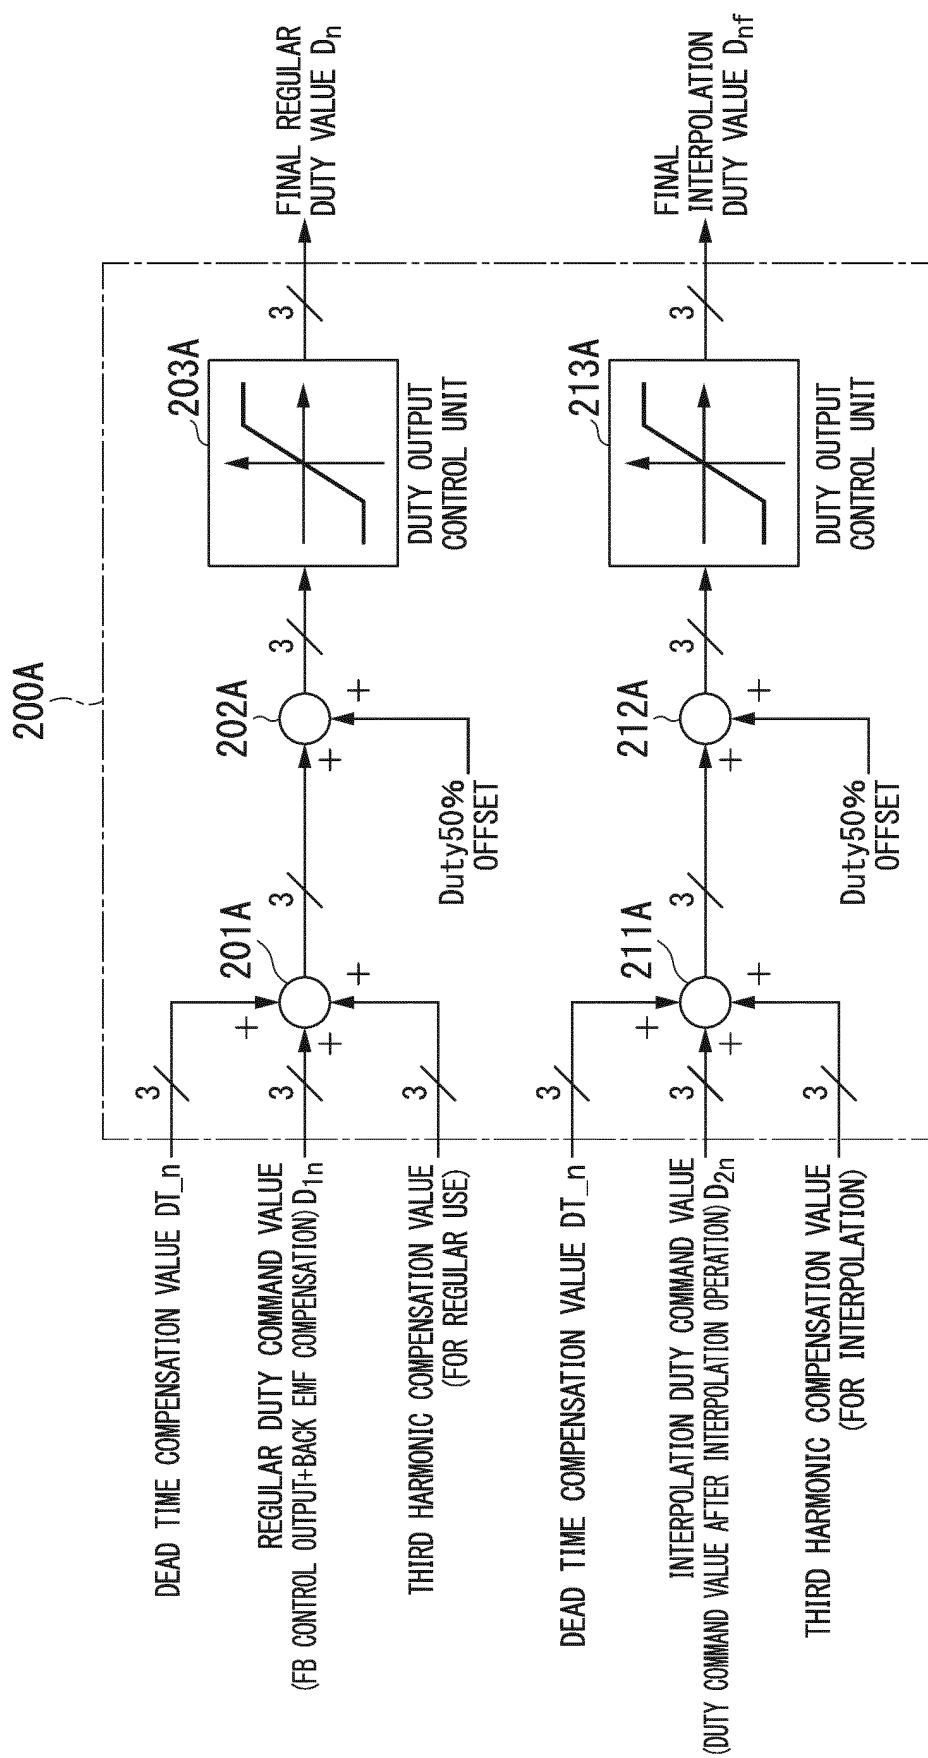 200A
DEAD TIME COMPENSATION VALUE DT_n
3
REGULAR DUTY COMMAND VALUE
(FB CONTROL OUTPUT+BACK EMF COMPENSATION) D1n
3
THIRD HARMONIC COMPENSATION VALUE
(FOR REGULAR USE)
3
201A
+
+
+
3
202A
+
+
Duty50%
OFFSET
3
203A
DUTY OUTPUT
CONTROL UNIT
3
FINAL REGULAR
DUTY VALUE Dn
DEAD TIME COMPENSATION VALUE DT_n
3
INTERPOLATION DUTY COMMAND VALUE
(DUTY COMMAND VALUE AFTER INTERPOLATION OPERATION) D2n
3
THIRD HARMONIC COMPENSATION VALUE
(FOR INTERPOLATION)
3
211A
+
+
+
3
212A
+
+
Duty50%
OFFSET
3
213A
DUTY OUTPUT
CONTROL UNIT
3
FINAL
INTERPOLATION
DUTY VALUE Dnf